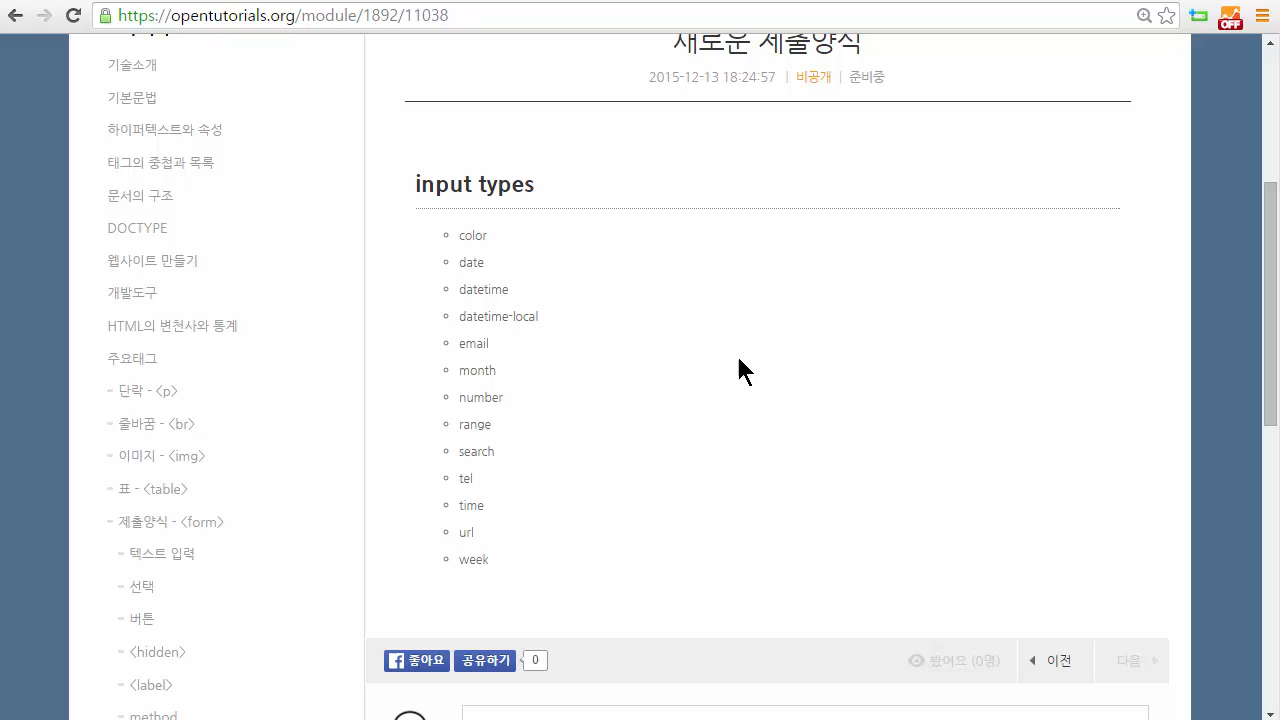 https://opentutorials.org/module/1892/11038
OFF
새로운 제출양식
2015-12-13 18:24:57 | 비공개 | 준비중
기술소개
기본문법
하이퍼텍스트와 속성
태그의 중첩과 목록
문서의 구조
DOCTYPE
웹사이트 만들기
개발도구
HTML의 변천사와 통계
주요태그
단락 - <p>
줄바꿈 - <br>
이미지 - <img>
표 - <table>
제출양식 - <form>
텍스트 입력
선택
버튼
<hidden>
<label>
method
input types
color
date
datetime
datetime-local
email
month
number
range
search
tel
time
url
week
좋아요 공유하기 0 봤어요 (0명) 이전 다음